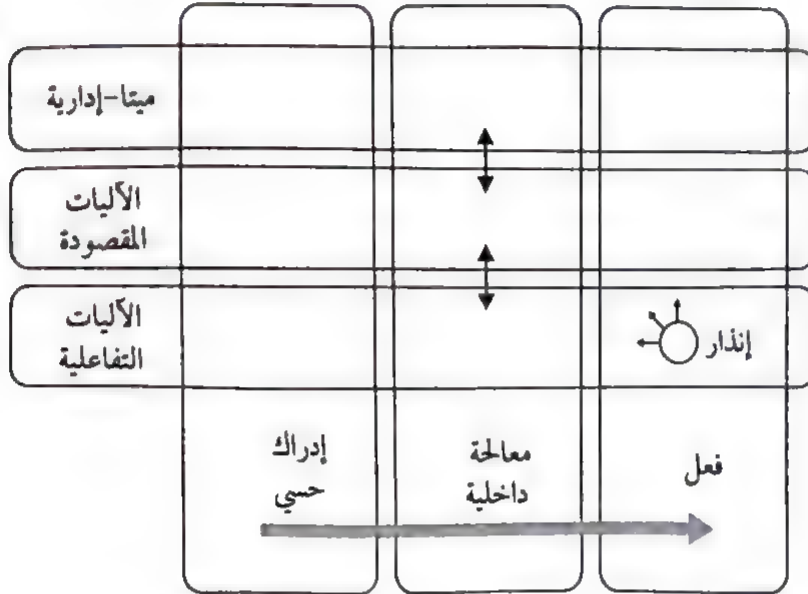 ميتا-إدارية
الآليات
المقصودة
الآليات
التفاعلية
إنذار
إدراك
حسي
معالجة
داخلية
فعل